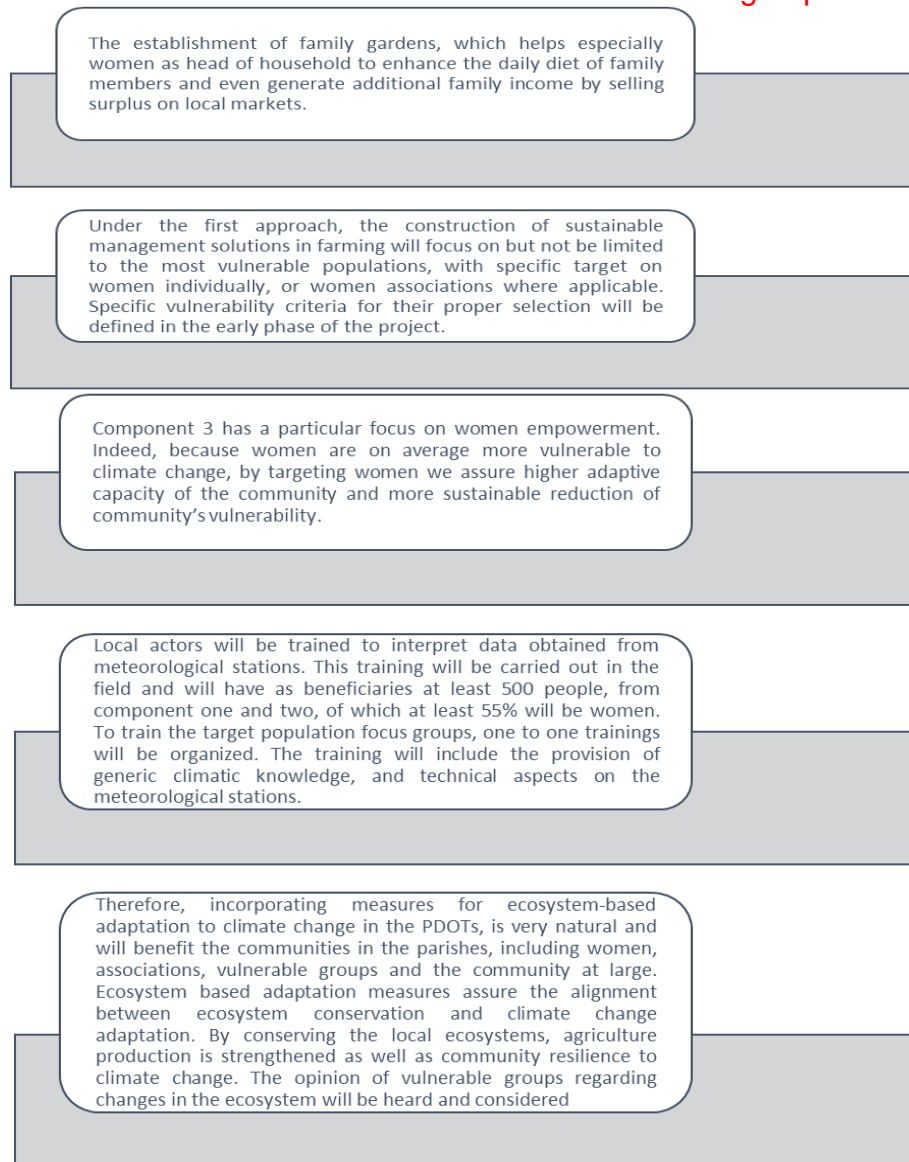 The establishment of family gardens, which helps especially
women as head of household to enhance the daily diet of family
members and even generate additional family income by selling
surplus on local markets.
Under the first approach, the construction of sustainable
management solutions in farming will focus on but not be limited
to the most vulnerable populations, with specific target on
women individually, or women associations where applicable.
Specific vulnerability criteria for their proper selection will be
defined in the early phase of the project.
Component 3 has a particular focus on women empowerment.
Indeed, because women are on average more vulnerable to
climate change, by targeting women we assure higher adaptive
capacity of the community and more sustainable reduction of
community's vulnerability.
Local actors will be trained to interpret data obtained from
meteorological stations. This training will be carried out in the
field and will have as beneficiaries at least 500 people, from
component one and two, of which at least 55% will be women.
To train the target population focus groups, one to one trainings
will be organized. The training will include the provision of
generic climatic knowledge, and technical aspects on the
meteorological stations.
Therefore, incorporating measures for ecosystem-based
adaptation to climate change in the PDOTs, is very natural and
will benefit the communities in the parishes, including women,
associations, vulnerable groups and the community at large.
Ecosystem based adaptation measures assure the alignment
between ecosystem conservation and climate change
adaptation. By conserving the local ecosystems, agriculture
production is strengthened as well as community resilience to
climate change. The opinion of vulnerable groups regarding
changes in the ecosystem will be heard and considered